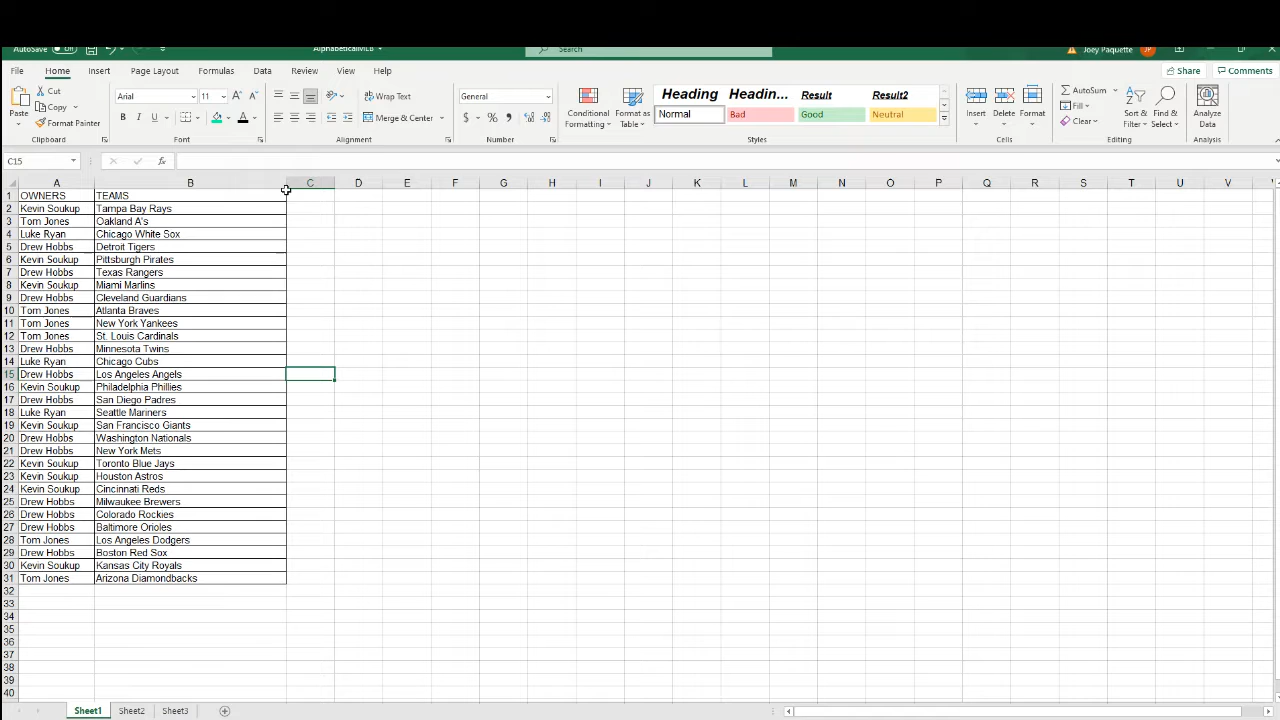 AutoSave Off AlphabeticalMLB Search Joey Paquette JP
File Home Insert Page Layout Formulas Data Review View Help Share Comments
Paste Cut Copy Format Painter Clipboard
Arial 11 A A B I U A Font
Wrap Text Merge & Center Alignment
General $ % , Number
Conditional Formatting Format as Table
Heading Headin... Result Result2
Normal Bad Good Neutral Styles
Insert Delete Format Cells
AutoSum Fill Clear Sort & Filter Find & Select Editing
Analyze Data Analysis
C15 fx
A B C D E F G H I J K L M N O P Q R S T U V
1 OWNERS TEAMS
2 Kevin Soukup Tampa Bay Rays
3 Tom Jones Oakland A's
4 Luke Ryan Chicago White Sox
5 Drew Hobbs Detroit Tigers
6 Kevin Soukup Pittsburgh Pirates
7 Drew Hobbs Texas Rangers
8 Kevin Soukup Miami Marlins
9 Drew Hobbs Cleveland Guardians
10 Tom Jones Atlanta Braves
11 Tom Jones New York Yankees
12 Tom Jones St. Louis Cardinals
13 Drew Hobbs Minnesota Twins
14 Luke Ryan Chicago Cubs
15 Drew Hobbs Los Angeles Angels
16 Kevin Soukup Philadelphia Phillies
17 Drew Hobbs San Diego Padres
18 Luke Ryan Seattle Mariners
19 Kevin Soukup San Francisco Giants
20 Drew Hobbs Washington Nationals
21 Drew Hobbs New York Mets
22 Kevin Soukup Toronto Blue Jays
23 Kevin Soukup Houston Astros
24 Kevin Soukup Cincinnati Reds
25 Drew Hobbs Milwaukee Brewers
26 Drew Hobbs Colorado Rockies
27 Drew Hobbs Baltimore Orioles
28 Tom Jones Los Angeles Dodgers
29 Drew Hobbs Boston Red Sox
30 Kevin Soukup Kansas City Royals
31 Tom Jones Arizona Diamondbacks
32
33
34
35
36
37
38
39
40
Sheet1 Sheet2 Sheet3